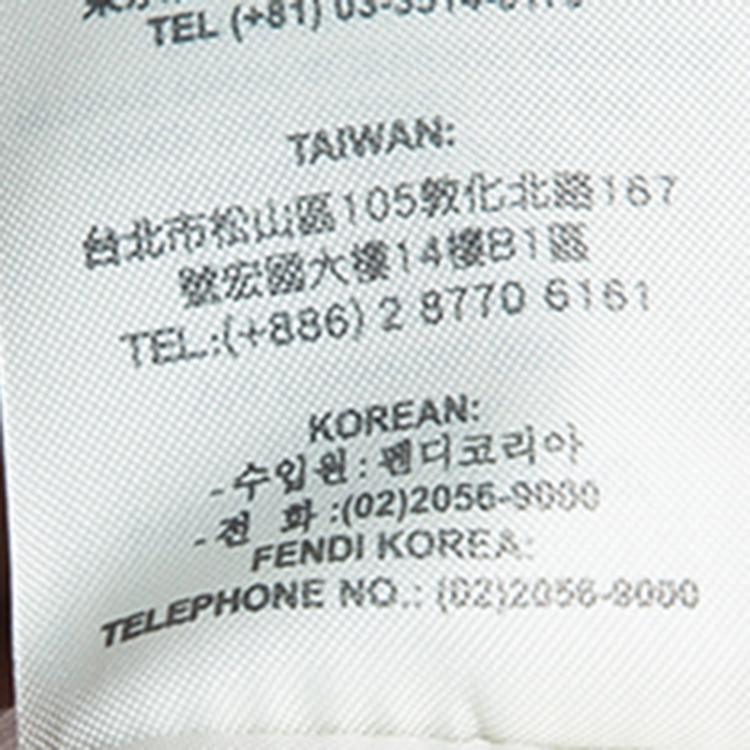 TEL (+81) 03-3514-
TAIWAN:
台北市松山區105敦化北路167
號宏國大樓14樓B1區
TEL.:(+886) 2 8770 6161
KOREAN:
-수입원:펜디코리아
-전 화:(02)2056-9000
FENDI KOREA:
TELEPHONE NO.: (02)2056-9000